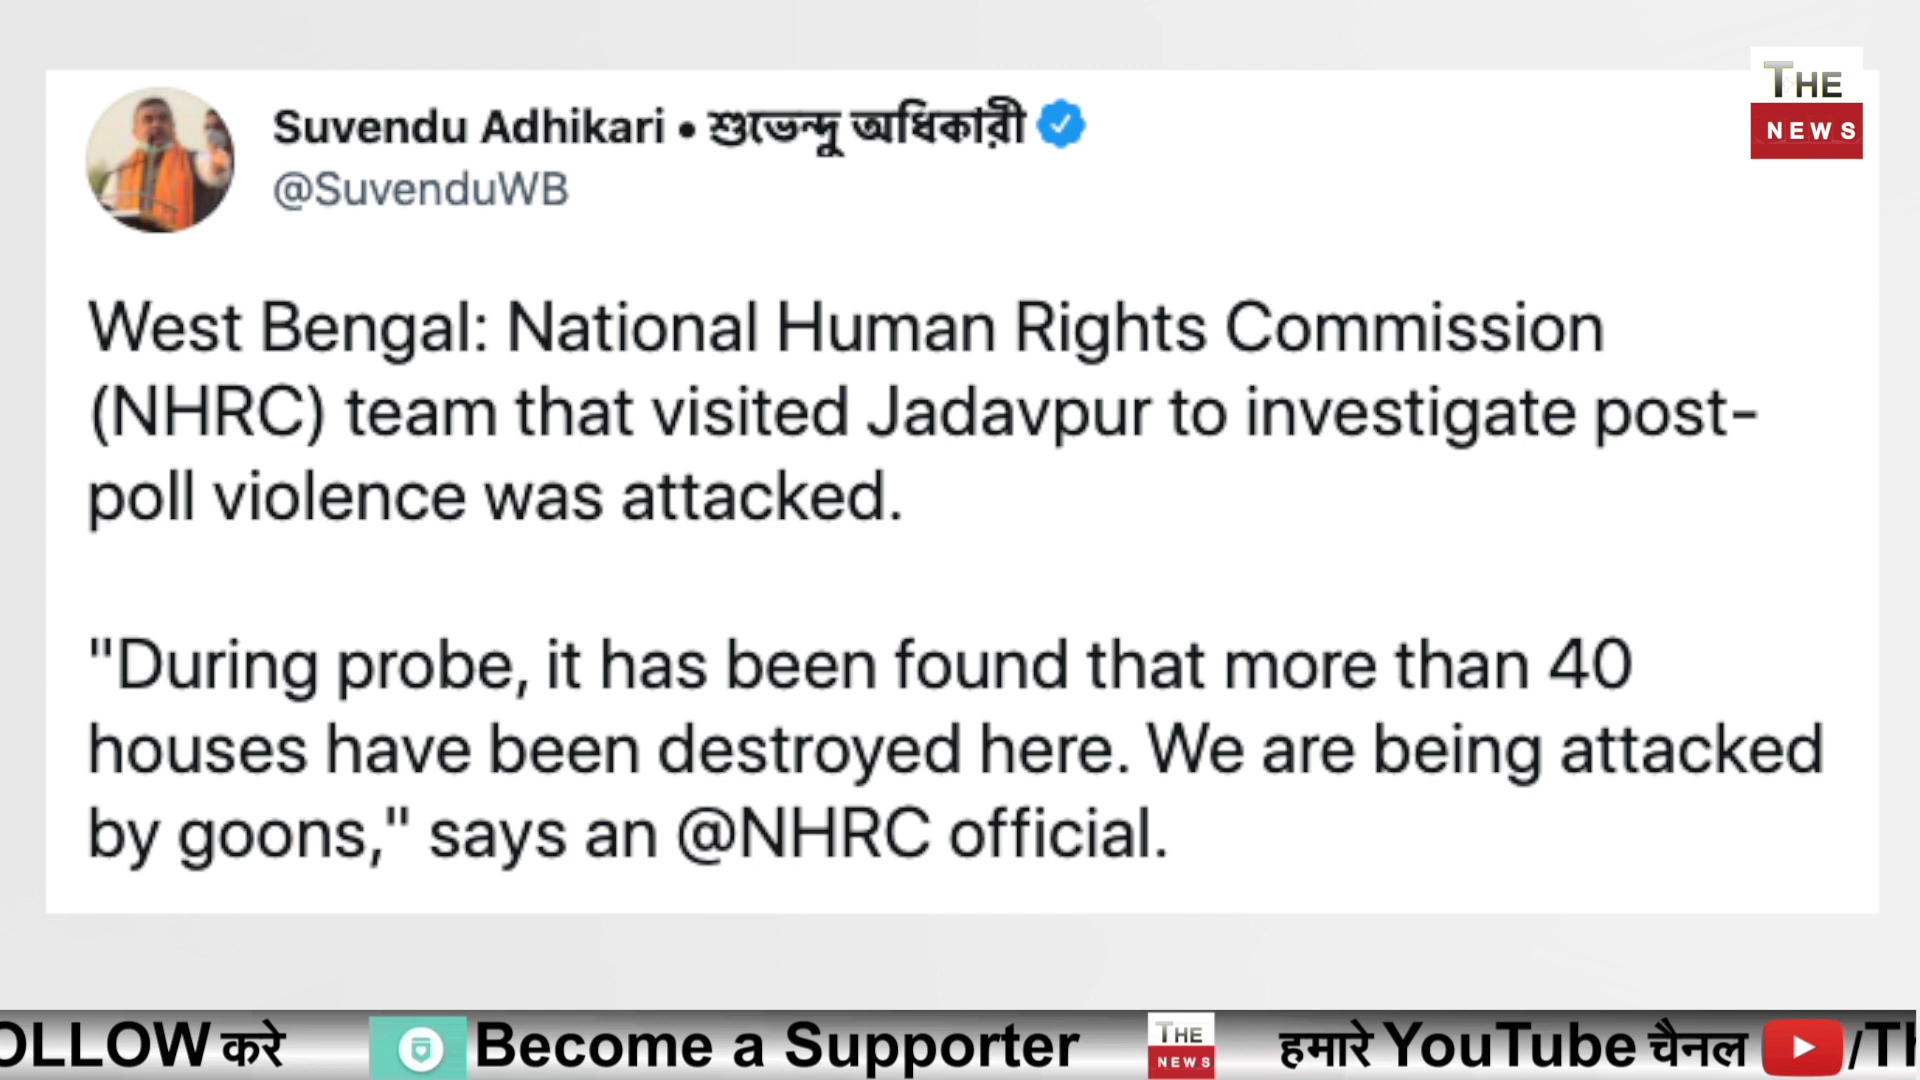 Suvendu Adhikari • শুভেন্দু অধিকারী
@SuvenduWB
THE
NEWS
West Bengal: National Human Rights Commission
(NHRC) team that visited Jadavpur to investigate post-
poll violence was attacked.
"During probe, it has been found that more than 40
houses have been destroyed here. We are being attacked
by goons," says an @NHRC official.
OLLOW करे Become a Supporter THE NEWS हमारे YouTube चैनल /Th